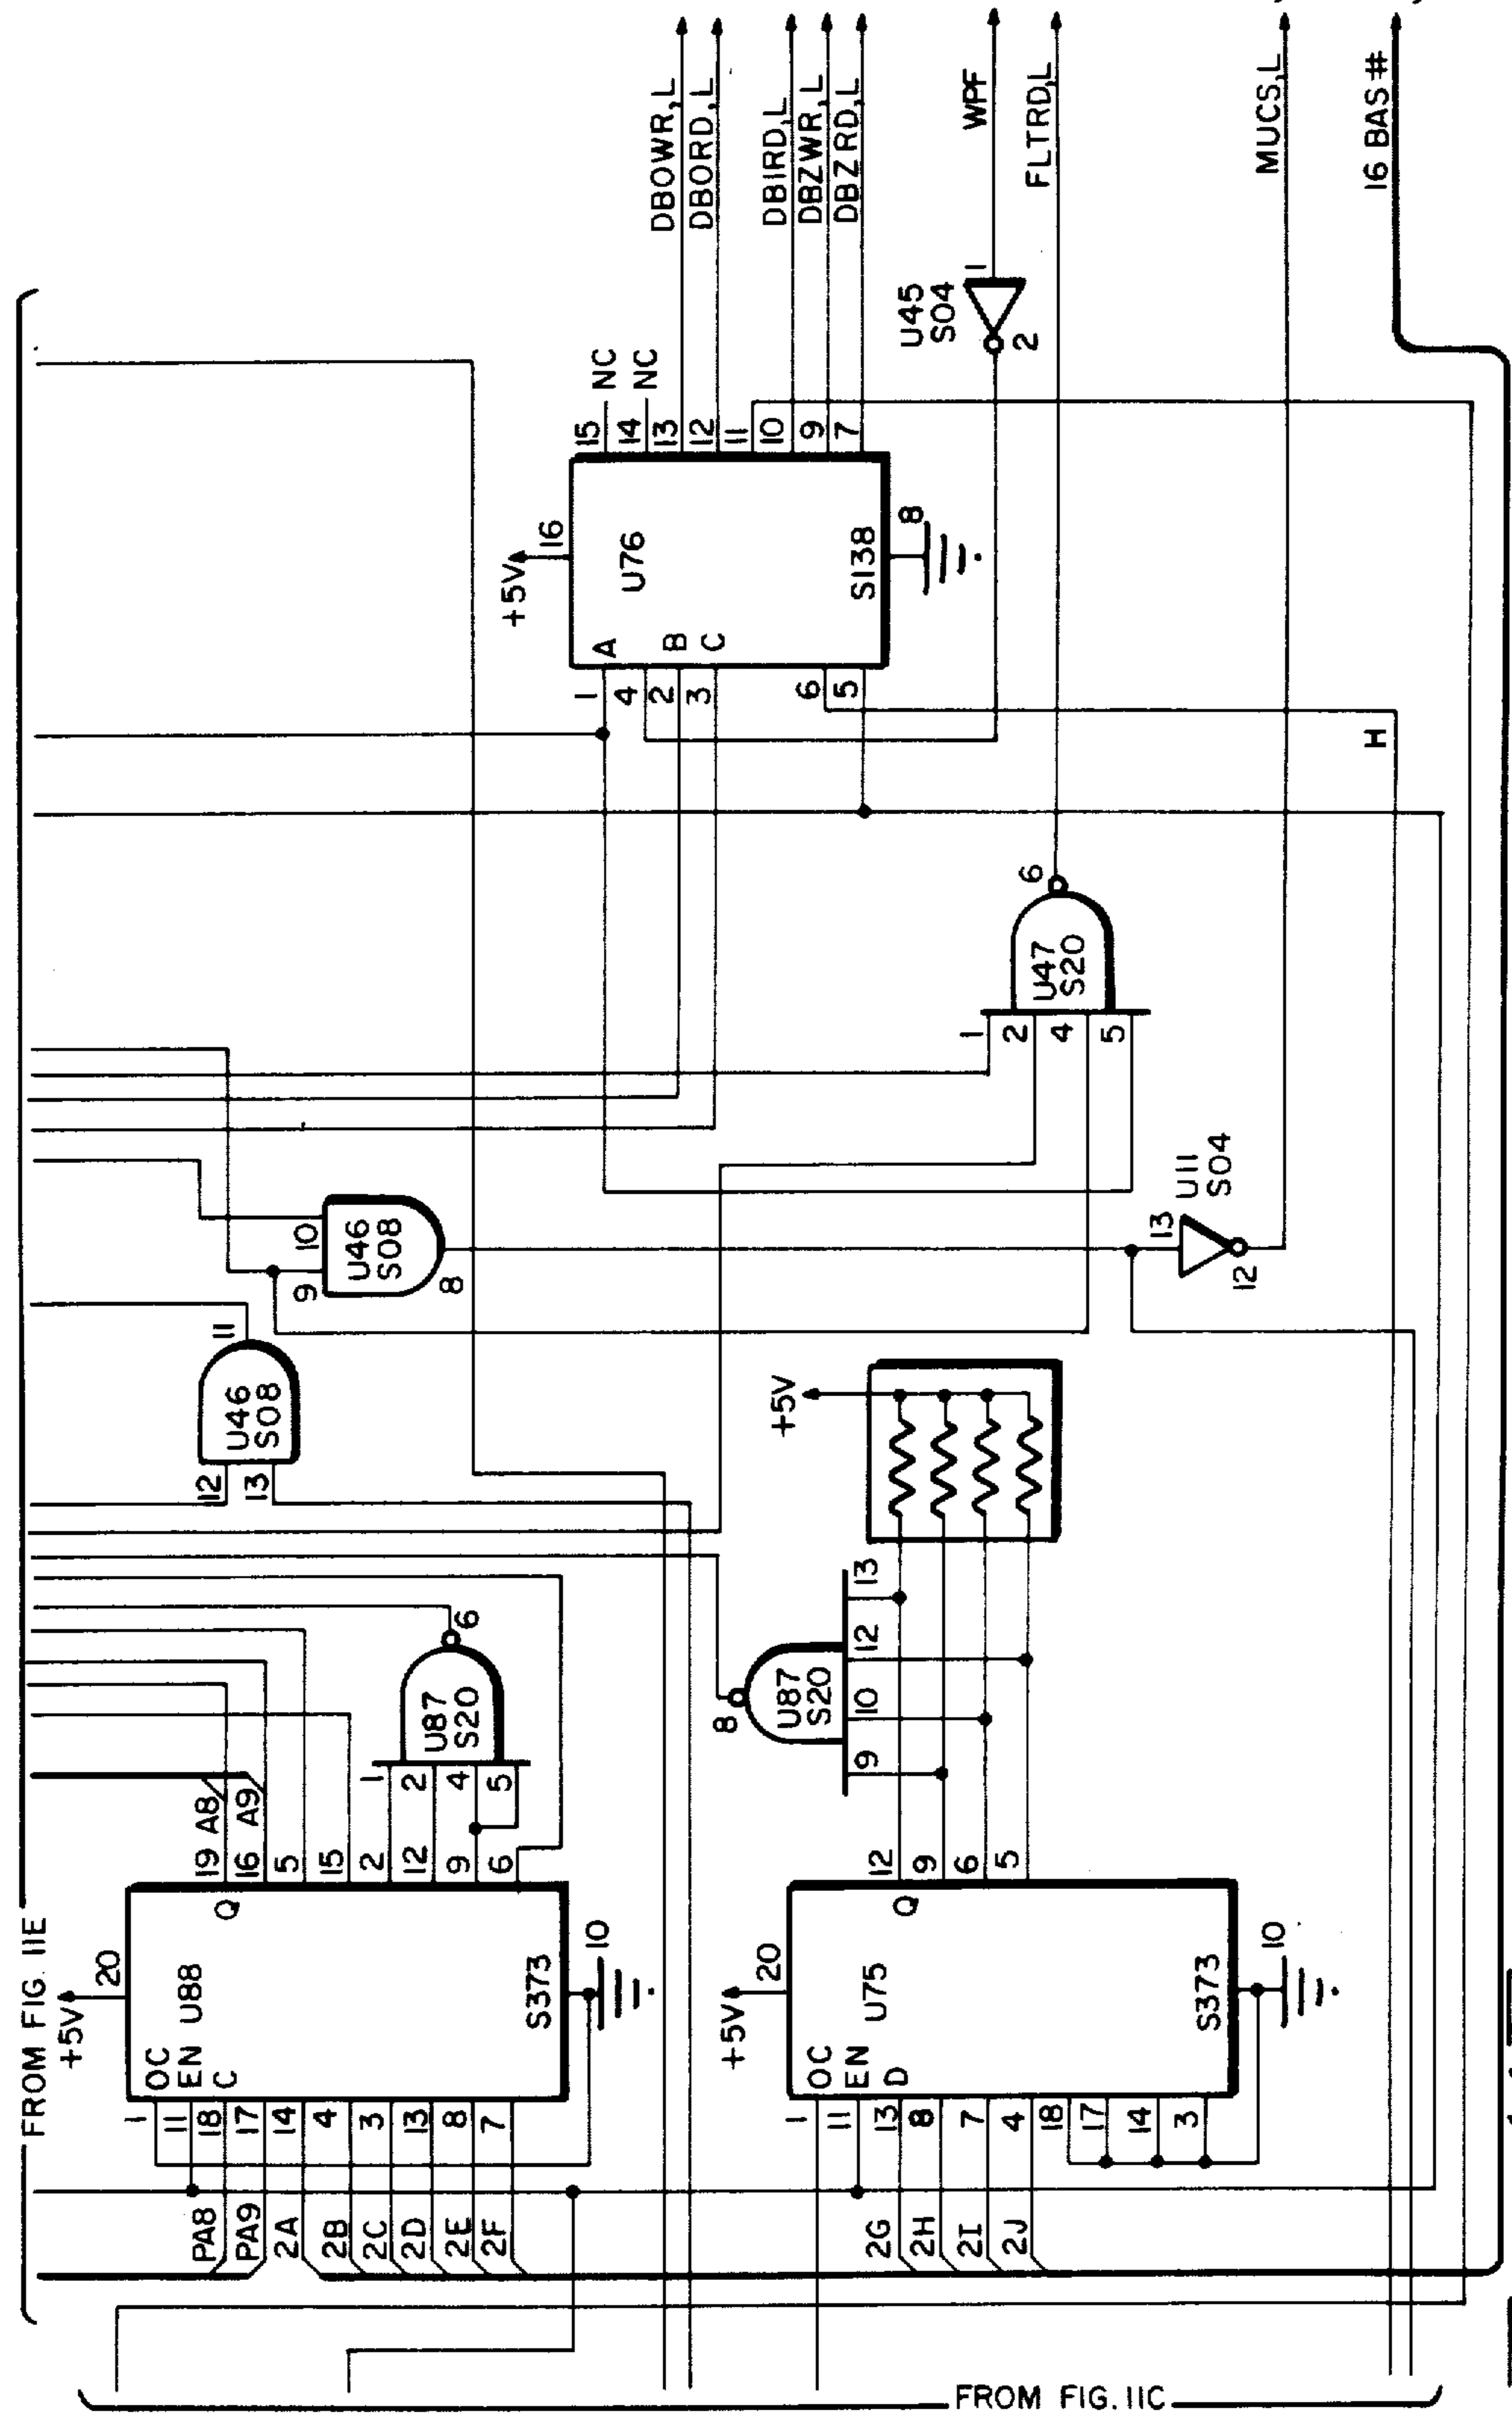 FROM FIG. 11E
+5V
20
OC
EN
C
U88
Q
S373
10
1
11
18
17
14
4
3
13
8
7
PA8
PA9
2A
2B
2C
2D
2E
2F
19 A8
16 A9
5
15
2
12
9
6
1
2
4
5
U87
S20
6
12
13
U46
S08
11
9
10
U46
S08
8
+5V
20
OC
EN
D
U75
Q
S373
10
1
11
13
8
7
4
18
17
14
3
2G
2H
2I
2J
12
9
6
5
9
10
12
13
U87
S20
8
+5V
13
U11
S04
12
1
2
4
5
U47
S20
6
+5V
16
A
B
C
U76
S138
8
1
4
2
3
6
5
15 NC
14 NC
13
12
11
10
9
7
H
U45
S04
1
2
DBOWR,L
DBORD,L
DBIRD,L
DBZWR,L
DBZRD,L
WPF
FLTRD,L
MUCS,L
16 BAS #
FROM FIG. 11C